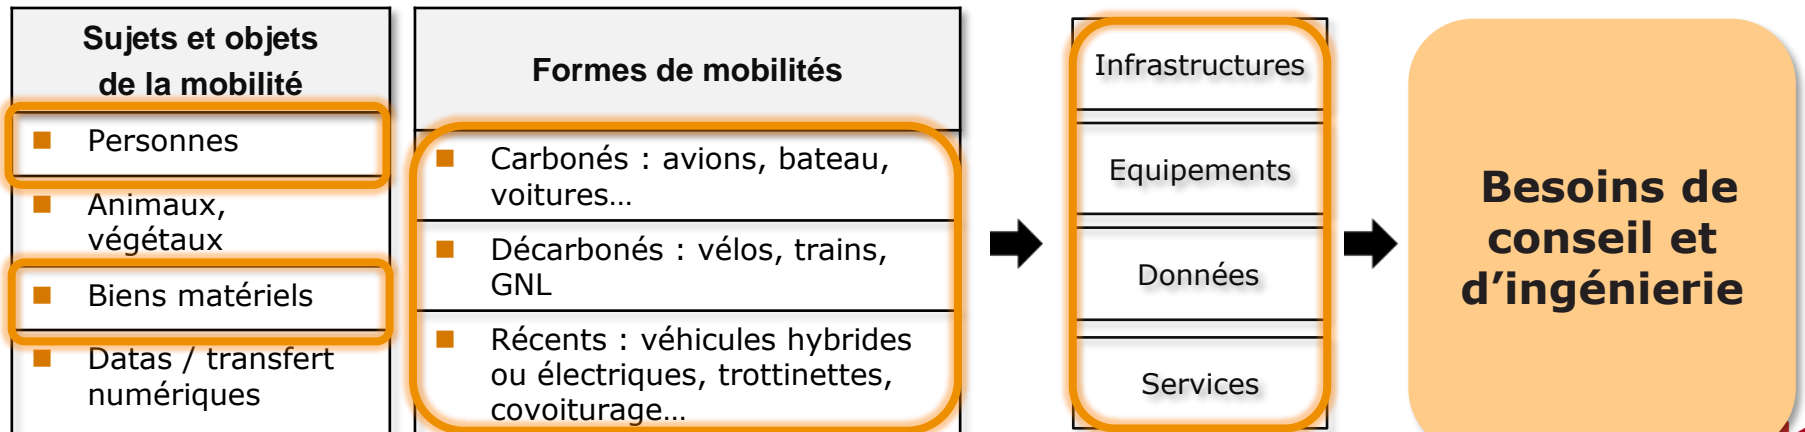 Sujets et objets
de la mobilité
Personnes
Animaux,
végétaux
Biens matériels
Datas / transfert
numériques
Formes de mobilités
Carbonés : avions, bateau,
voitures…
Décarbonés : vélos, trains,
GNL
Récents : véhicules hybrides
ou électriques, trottinettes,
covoiturage…
Infrastructures
Equipements
Données
Services
Besoins de
conseil et
d’ingénierie